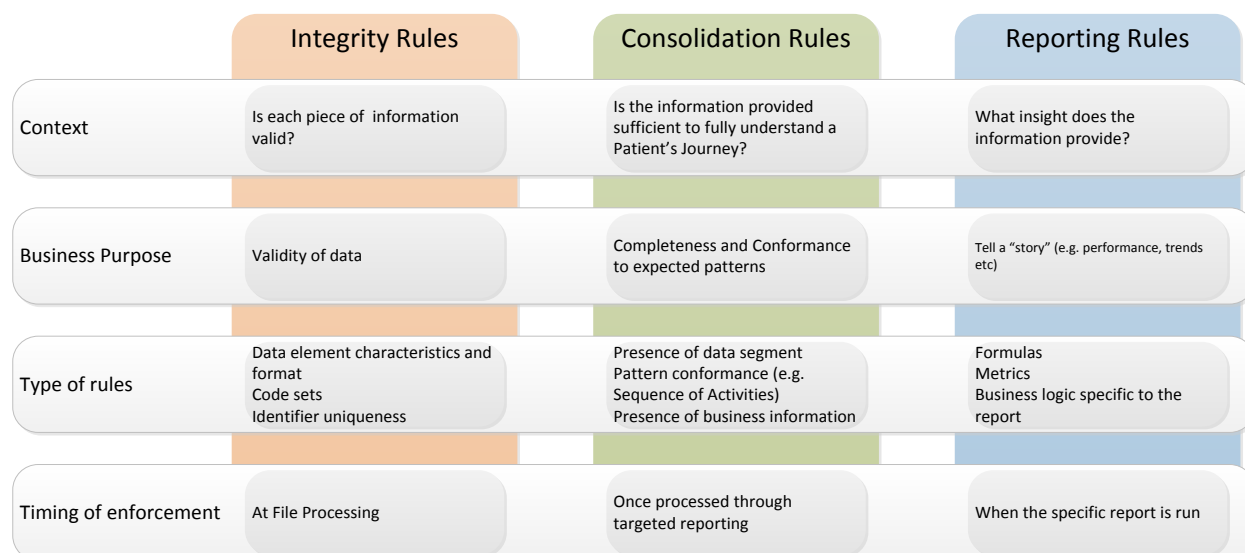 Integrity Rules
Consolidation Rules
Reporting Rules
Context
Is each piece of information
valid?
Is the information provided
sufficient to fully understand a
Patient’s Journey?
What insight does the
information provide?
Business Purpose
Validity of data
Completeness and Conformance
to expected patterns
Tell a “story” (e.g. performance, trends
etc)
Type of rules
Data element characteristics and
format
Code sets
Identifier uniqueness
Presence of data segment
Pattern conformance (e.g.
Sequence of Activities)
Presence of business information
Formulas
Metrics
Business logic specific to the
report
Timing of enforcement
At File Processing
Once processed through
targeted reporting
When the specific report is run